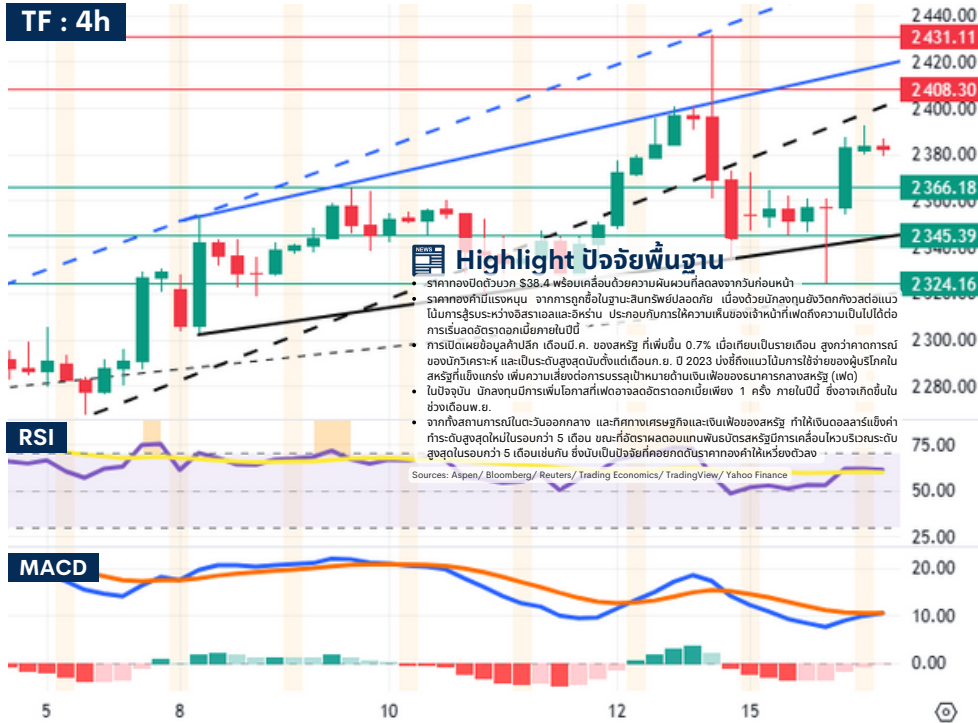 TF : 4h
2440.00
2431.11
2420.00
2408.30
2400.00
2380.00
2366.18
2345.39
2324.16
2300.00
2280.00
NEWS
Highlight ปัจจัยพื้นฐาน
• ราคาทองปิดตัวบวก $38.4 พร้อมเคลื่อนด้วยความผันผวนที่ลดลงจากวันก่อนหน้า
• ราคาทองคำมีแรงหนุน จากการถูกซื้อในฐานะสินทรัพย์ปลอดภัย เนื่องด้วยนักลงทุนยังวิตกกังวลต่อแนว
โน้มการสู้รบระหว่างอิสราเอลและอิหร่าน ประกอบกับการให้ความเห็นของเจ้าหน้าที่เฟดถึงความเป็นไปได้ต่อ
การเริ่มลดอัตราดอกเบี้ยภายในปีนี้
• การเปิดเผยข้อมูลค้าปลีก เดือนมี.ค. ของสหรัฐ ที่เพิ่มขึ้น 0.7% เมื่อเทียบเป็นรายเดือน สูงกว่าคาดการณ์
ของนักวิเคราะห์ และเป็นระดับสูงสุดนับตั้งแต่เดือนก.ย. ปี 2023 บ่งชี้ถึงแนวโน้มการใช้จ่ายของผู้บริโภคใน
สหรัฐที่แข็งแกร่ง เพิ่มความเสี่ยงต่อการบรรลุเป้าหมายด้านเงินเฟ้อของธนาคารกลางสหรัฐ (เฟด)
• ในปัจจุบัน นักลงทุนมีการเพิ่มโอกาสที่เฟดอาจลดอัตราดอกเบี้ยเพียง 1 ครั้ง ภายในปีนี้ ซึ่งอาจเกิดขึ้นใน
ช่วงเดือนพ.ย.
• จากทั้งสถานการณ์ในตะวันออกกลาง และทิศทางเศรษฐกิจและเงินเฟ้อของสหรัฐ ทำให้เงินดอลลาร์แข็งค่า
ทำระดับสูงสุดใหม่ในรอบกว่า 5 เดือน ขณะที่อัตราผลตอบแทนพันธบัตรสหรัฐมีการเคลื่อนไหวบริเวณระดับ
สูงสุดในรอบกว่า 5 เดือนเช่นกัน ซึ่งนับเป็นปัจจัยที่คอยกดดันราคาทองคำให้เหวี่ยงตัวลง
Sources: Aspen/ Bloomberg/ Reuters/ Trading Economics/ TradingView/ Yahoo Finance
RSI
75.00
50.00
25.00
MACD
20.00
10.00
0.00
5 8 10 12 15